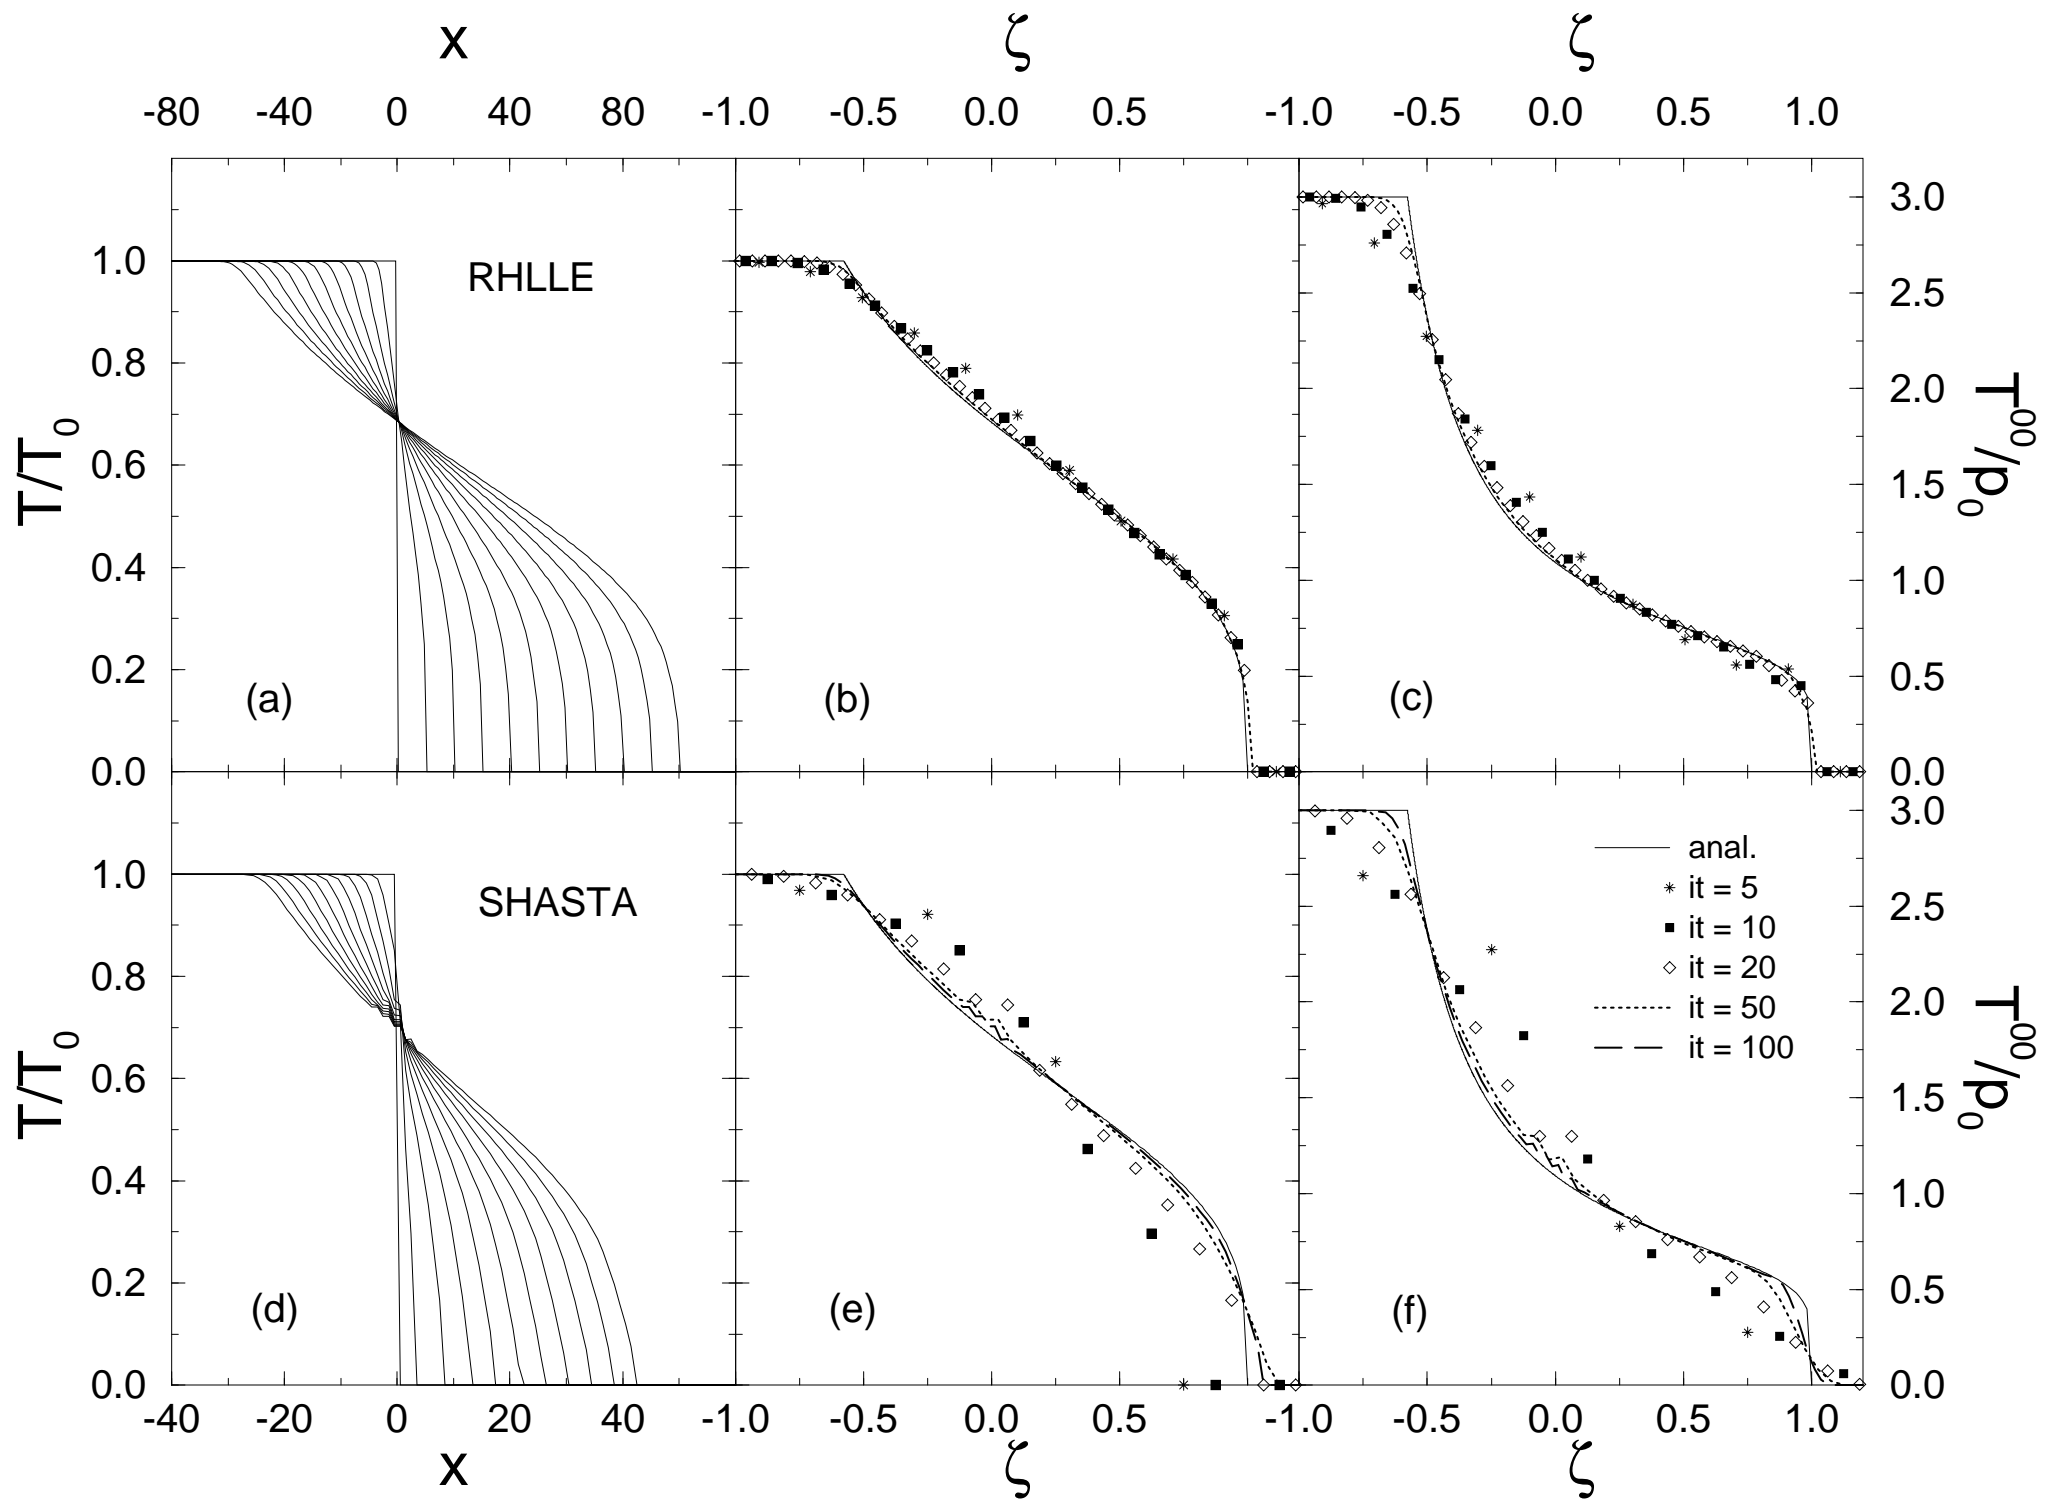 x ζ ζ
-80 -40 0 40 80 -1.0 -0.5 0.0 0.5 -1.0 -0.5 0.0 0.5 1.0
T/T0
1.0
0.8
0.6
0.4
0.2
0.0
RHLLE
(a)
(b)
(c)
3.0
2.5
2.0
1.5
1.0
0.5
0.0
T00/p0
T/T0
1.0
0.8
0.6
0.4
0.2
0.0
SHASTA
(d)
(e)
(f)
anal.
it = 5
it = 10
it = 20
it = 50
it = 100
3.0
2.5
2.0
1.5
1.0
0.5
0.0
T00/p0
-40 -20 0 20 40 -1.0 -0.5 0.0 0.5 -1.0 -0.5 0.0 0.5 1.0
x ζ ζ